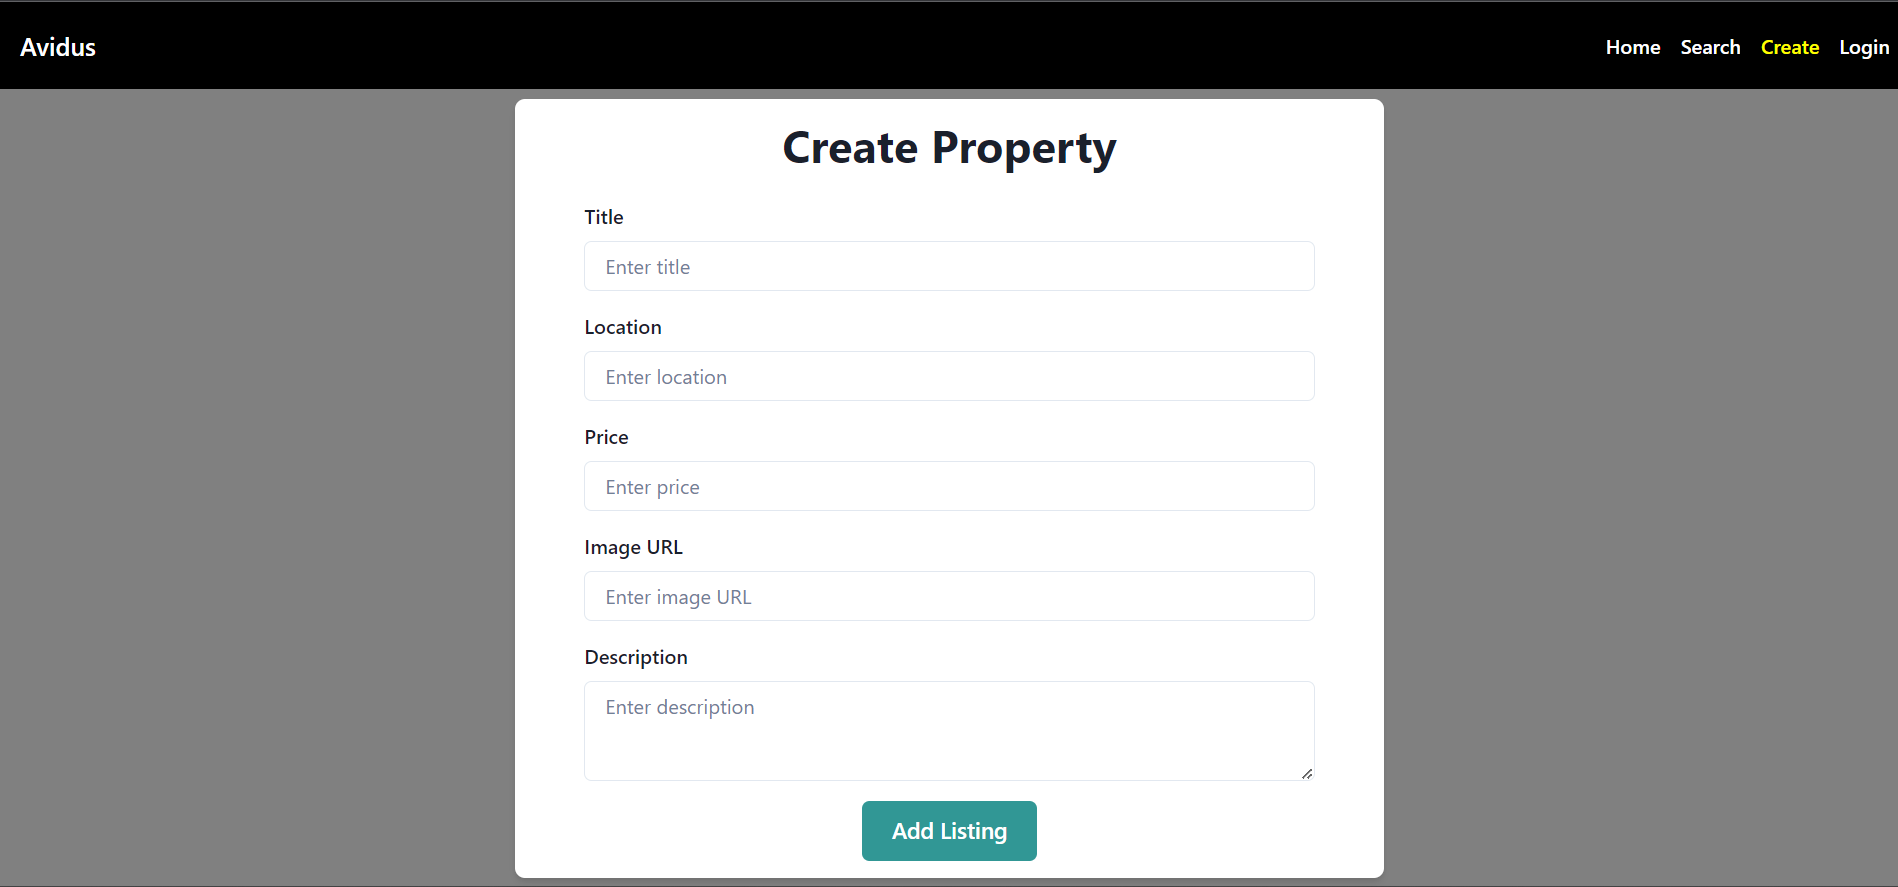 Avidus
Home Search Create Login
Create Property
Title
Enter title
Location
Enter location
Price
Enter price
Image URL
Enter image URL
Description
Enter description
Add Listing